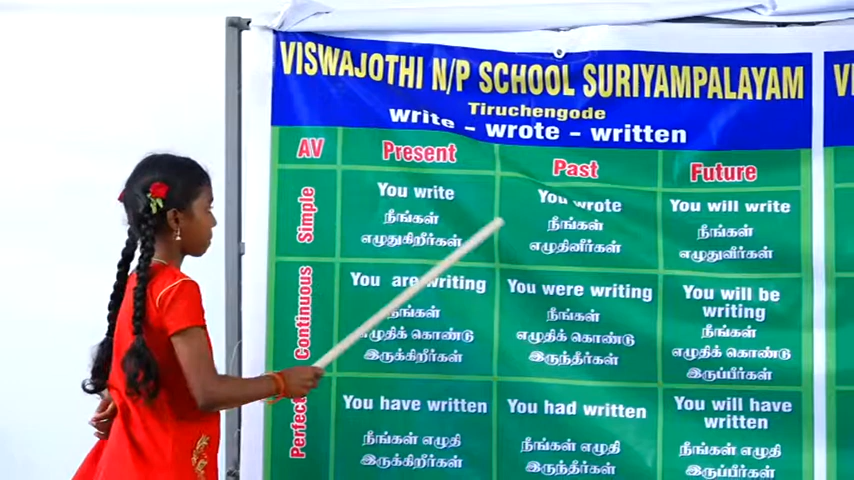 VISWAJOTHI N/P SCHOOL SURIYAMPALAYAM
Tiruchengode
write - wrote - written
AV Present Past Future
Simple
You write
நீங்கள்
எழுதுகிறீர்கள்
You wrote
நீங்கள்
எழுதினீர்கள்
You will write
நீங்கள்
எழுதுவீர்கள்
Continuous
You are writing
நீங்கள்
எழுதிக் கொண்டு
இருக்கிறீர்கள்
You were writing
நீங்கள்
எழுதிக் கொண்டு
இருந்தீர்கள்
You will be
writing
நீங்கள்
எழுதிக் கொண்டு
இருப்பீர்கள்
Perfect
You have written
நீங்கள் எழுதி
இருக்கிறீர்கள்
You had written
நீங்கள் எழுதி
இருந்தீர்கள்
You will have
written
நீங்கள் எழுதி
இருப்பீர்கள்